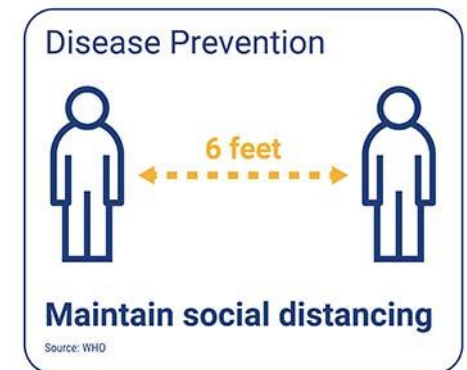 Disease Prevention
6 feet
Maintain social distancing
Source: WHO